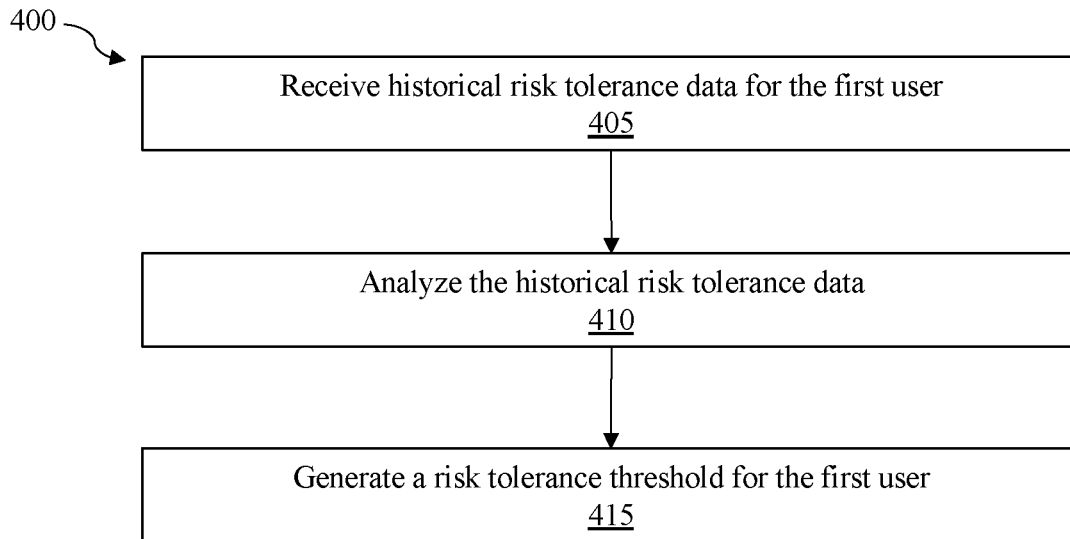 400
Receive historical risk tolerance data for the first user
405
Analyze the historical risk tolerance data
410
Generate a risk tolerance threshold for the first user
415